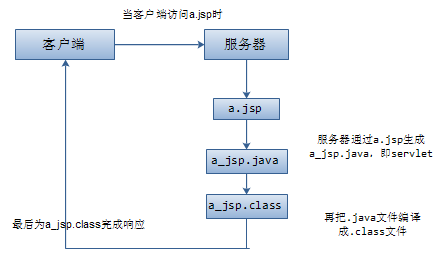 当客户端访问a.jsp时
客户端
服务器
a.jsp
服务器通过a.jsp生成
a_jsp.java, 即servlet
a_jsp.java
a_jsp.class
再把.java文件编译
成.class文件
最后为a_jsp.class完成响应